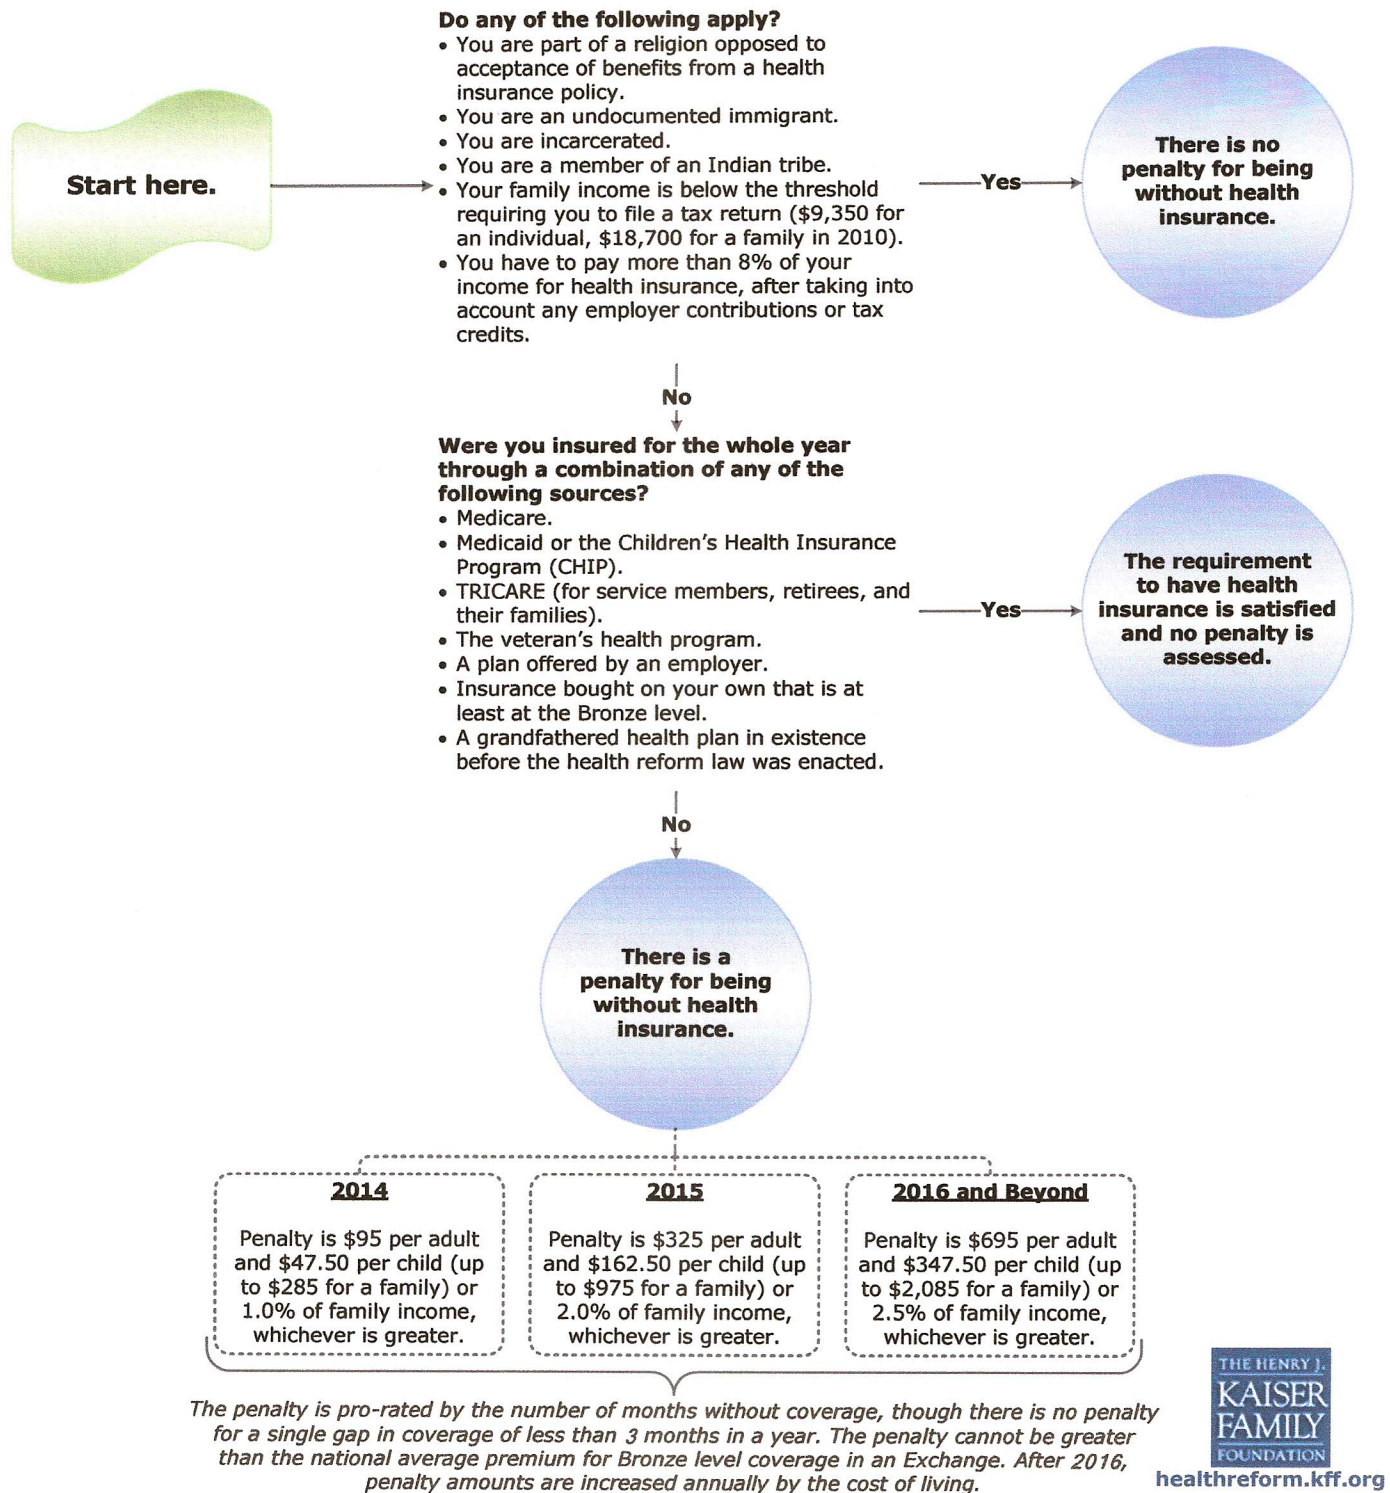 Start here.
Do any of the following apply?
• You are part of a religion opposed to
acceptance of benefits from a health
insurance policy.
• You are an undocumented immigrant.
• You are incarcerated.
• You are a member of an Indian tribe.
• Your family income is below the threshold
requiring you to file a tax return ($9,350 for
an individual, $18,700 for a family in 2010).
• You have to pay more than 8% of your
income for health insurance, after taking into
account any employer contributions or tax
credits.
Yes
There is no
penalty for being
without health
insurance.
No
Were you insured for the whole year
through a combination of any of the
following sources?
• Medicare.
• Medicaid or the Children’s Health Insurance
Program (CHIP).
• TRICARE (for service members, retirees, and
their families).
• The veteran’s health program.
• A plan offered by an employer.
• Insurance bought on your own that is at
least at the Bronze level.
• A grandfathered health plan in existence
before the health reform law was enacted.
Yes
The requirement
to have health
insurance is satisfied
and no penalty is
assessed.
No
There is a
penalty for being
without health
insurance.
2014
Penalty is $95 per adult
and $47.50 per child (up
to $285 for a family) or
1.0% of family income,
whichever is greater.
2015
Penalty is $325 per adult
and $162.50 per child (up
to $975 for a family) or
2.0% of family income,
whichever is greater.
2016 and Beyond
Penalty is $695 per adult
and $347.50 per child (up
to $2,085 for a family) or
2.5% of family income,
whichever is greater.
The penalty is pro-rated by the number of months without coverage, though there is no penalty
for a single gap in coverage of less than 3 months in a year. The penalty cannot be greater
than the national average premium for Bronze level coverage in an Exchange. After 2016,
penalty amounts are increased annually by the cost of living.
THE HENRY J.
KAISER
FAMILY
FOUNDATION
healthreform.kff.org